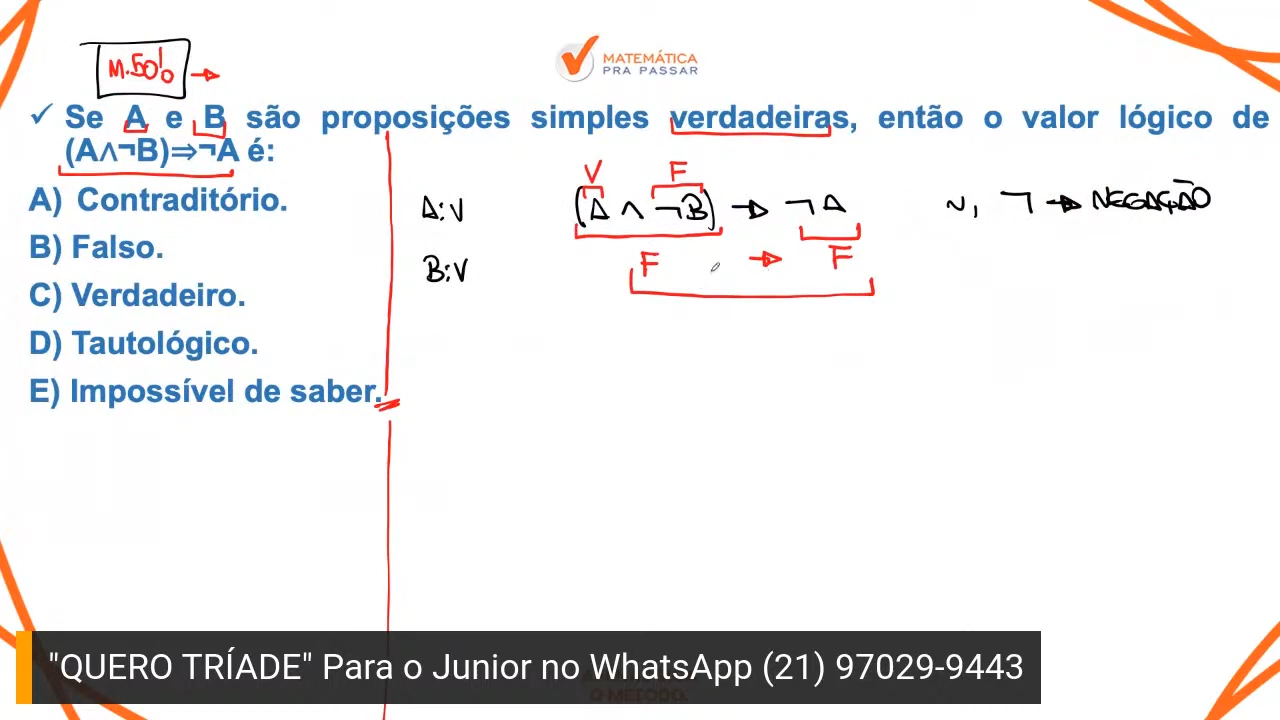 M.50%
MATEMÁTICA
PRA PASSAR
✓ Se A e B são proposições simples verdadeiras, então o valor lógico de
(A∧¬B)⇒¬A é:
A) Contraditório.
B) Falso.
C) Verdadeiro.
D) Tautológico.
E) Impossível de saber.
V F
A:V (A ∧ ¬B) → ¬A ~, ¬ → NEGAÇÃO
B:V F → F
"QUERO TRÍADE" Para o Junior no WhatsApp (21) 97029-9443
O MÉTODO.